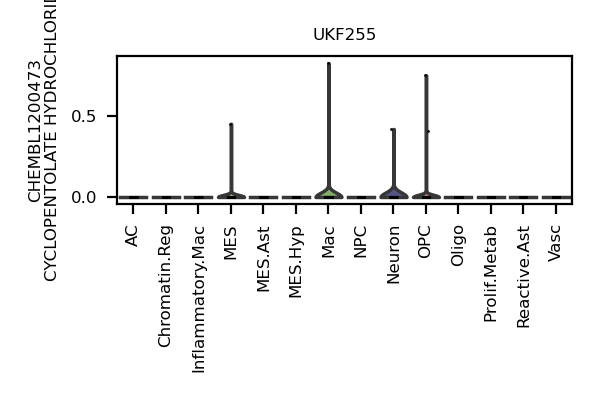 UKF255
CHEMBL1200473
CYCLOPENTOLATE HYDROCHLORID
0.5
0.0
AC
Chromatin.Reg
Inflammatory.Mac
MES
MES.Ast
MES.Hyp
Mac
NPC
Neuron
OPC
Oligo
Prolif.Metab
Reactive.Ast
Vasc